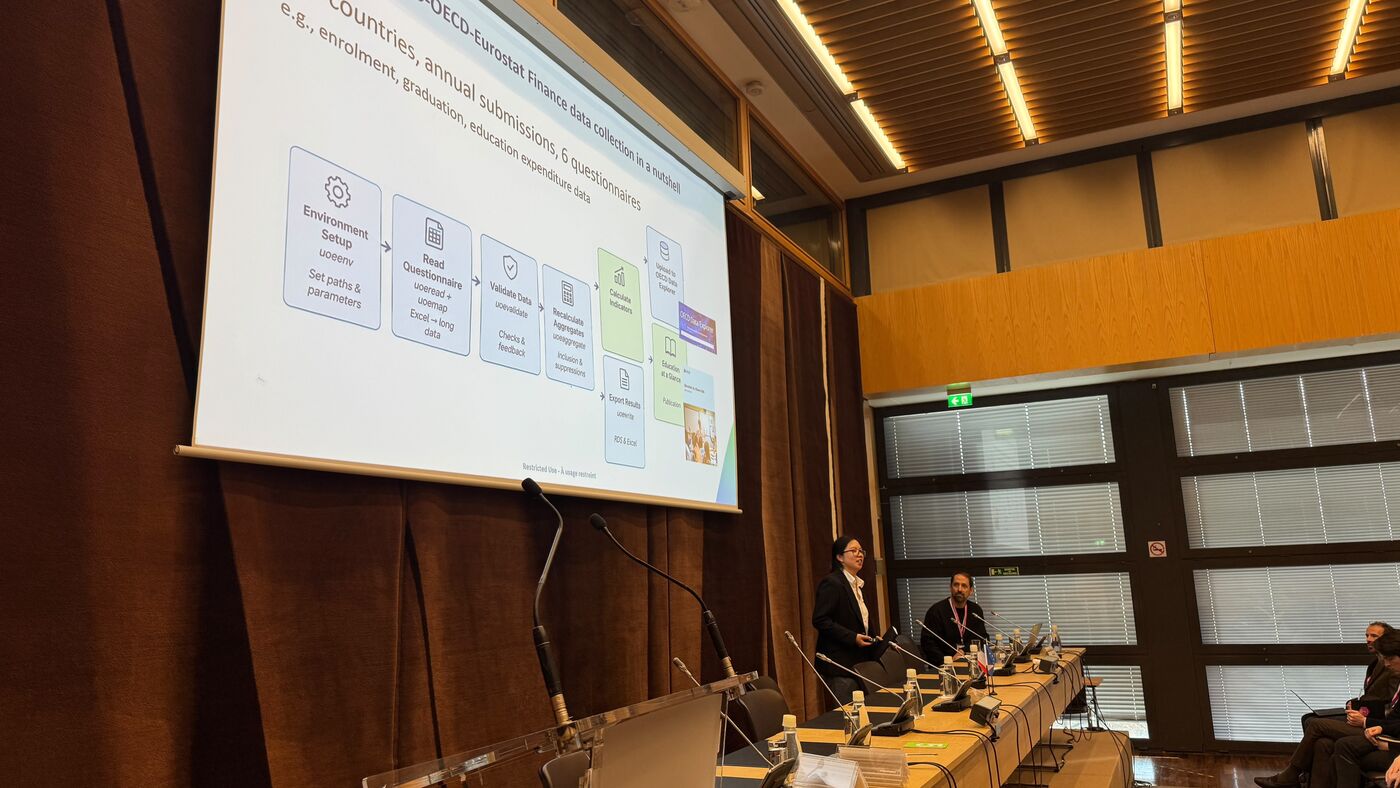 -OECD-Eurostat Finance data collection in a nutshell
countries, annual submissions, 6 questionnaires
e.g., enrolment, graduation, education expenditure data
Environment
Setup
uoeenv
Set paths &
parameters
Read
Questionnaire
uoeread +
uoemap
Excel → long
data
Validate Data
uoevalidate
Checks &
feedback
Recalculate
Aggregates
uoeaggregate
Inclusion &
suppressions
Calculate
Indicators
Upload to
OECD Data
Explorer
OECD Data Explorer
Export Results
uoewrite
RDS & Excel
Education
at a Glance
Publication
Restricted Use - À usage restreint